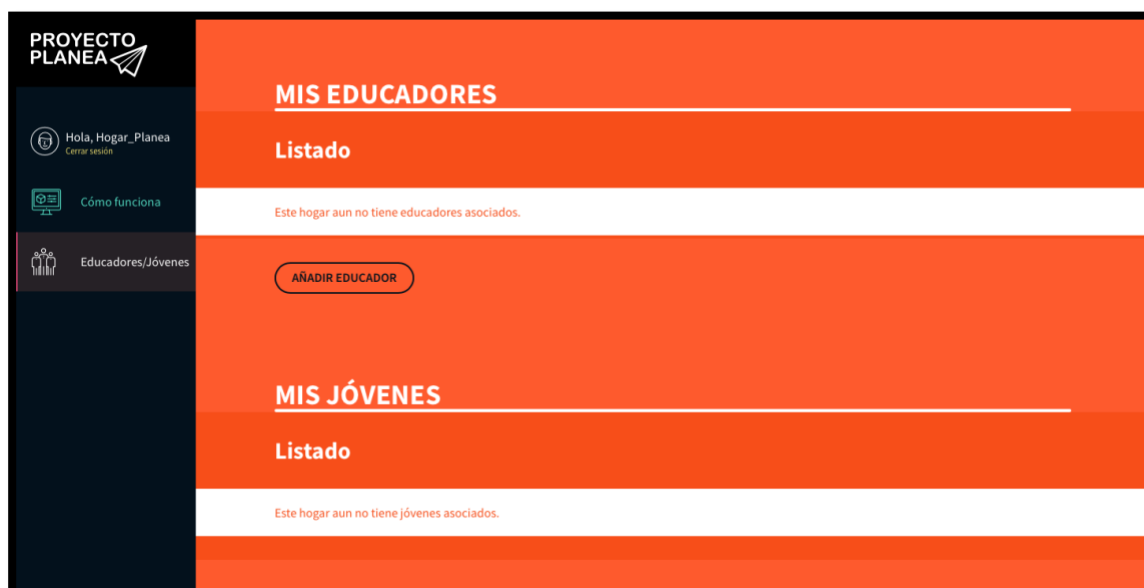 PROYECTO
PLANEA
Hola, Hogar_Planea
Cerrar sesión
Cómo funciona
Educadores/Jóvenes
MIS EDUCADORES
Listado
Este hogar aun no tiene educadores asociados.
AÑADIR EDUCADOR
MIS JÓVENES
Listado
Este hogar aun no tiene jóvenes asociados.